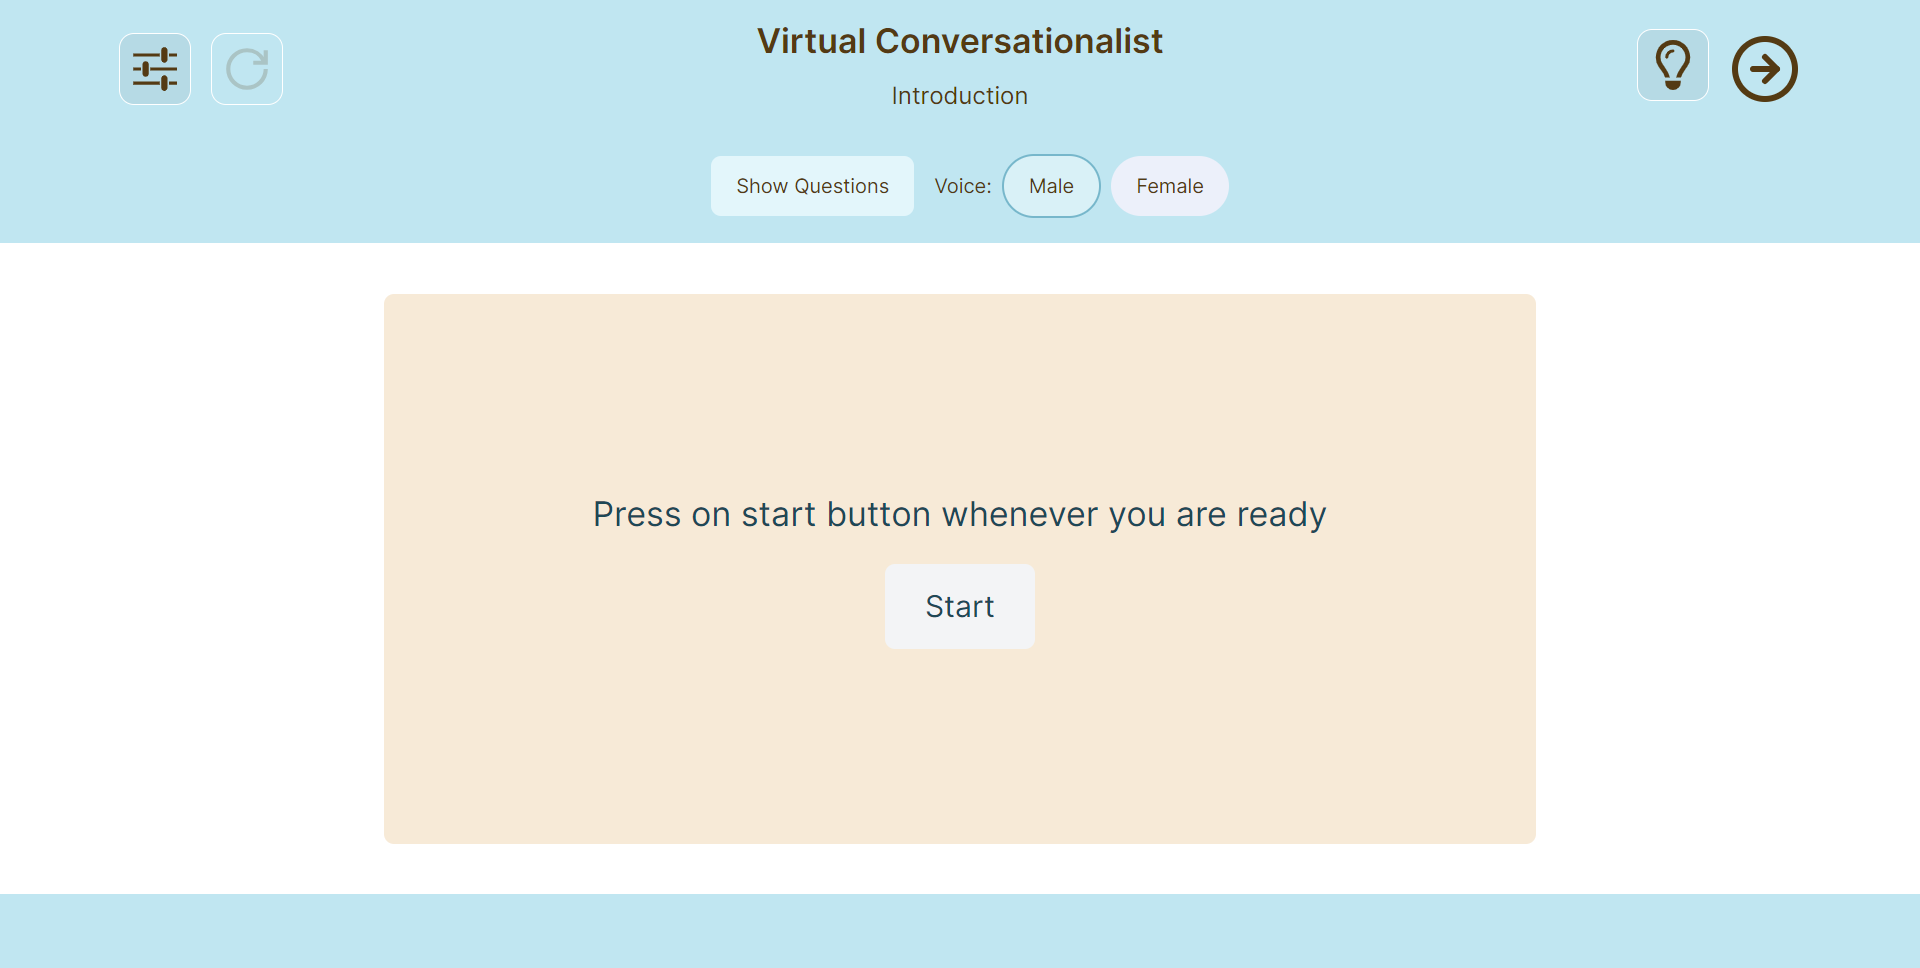 Virtual Conversationalist
Introduction
Show Questions Voice: Male Female
Press on start button whenever you are ready
Start